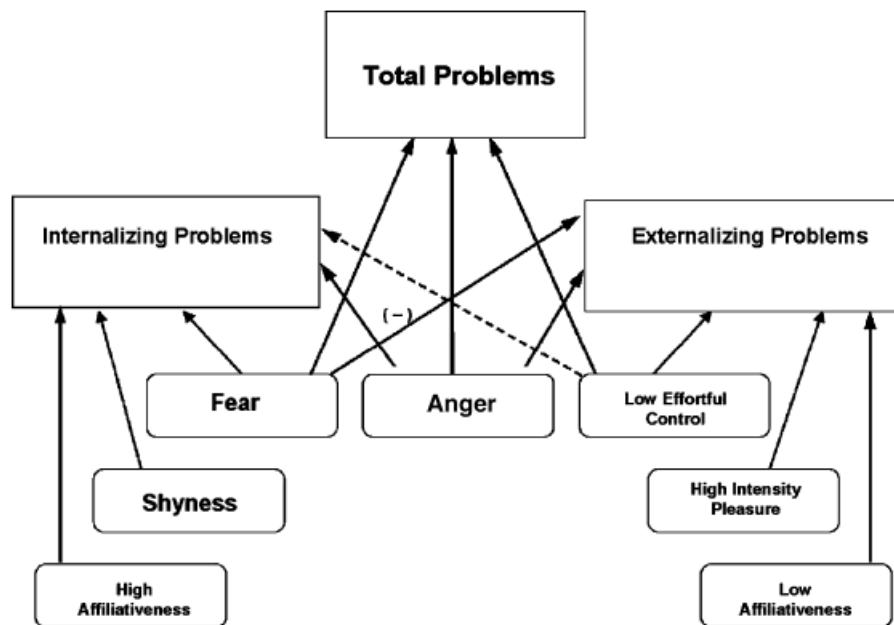 Total Problems
Internalizing Problems
Externalizing Problems
(-)
Fear
Anger
Low Effortful
Control
Shyness
High Intensity
Pleasure
High
Affiliativeness
Low
Affiliativeness